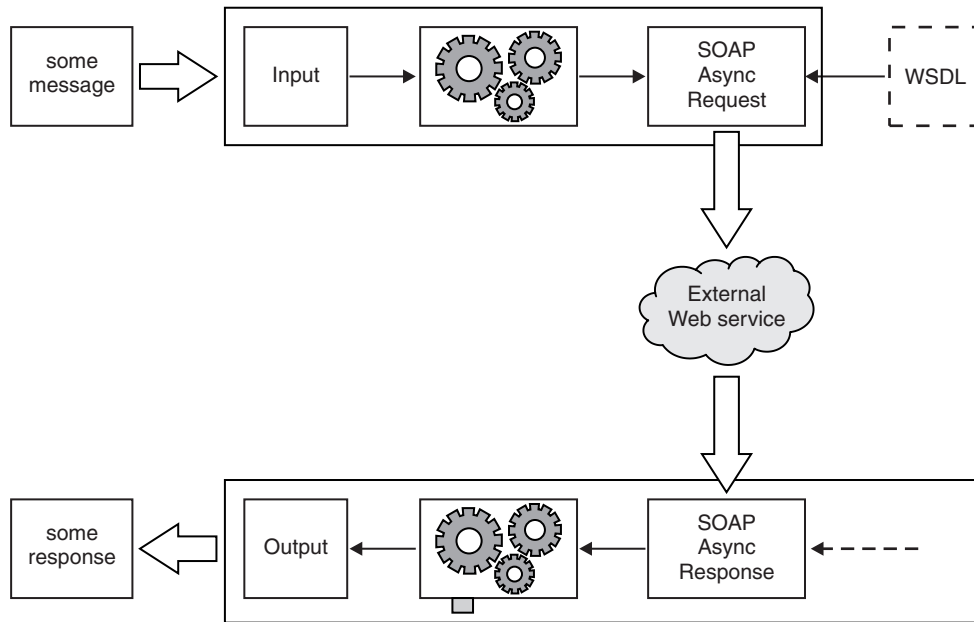 some
message
Input
SOAP
Async
Request
WSDL
External
Web service
some
response
Output
SOAP
Async
Response